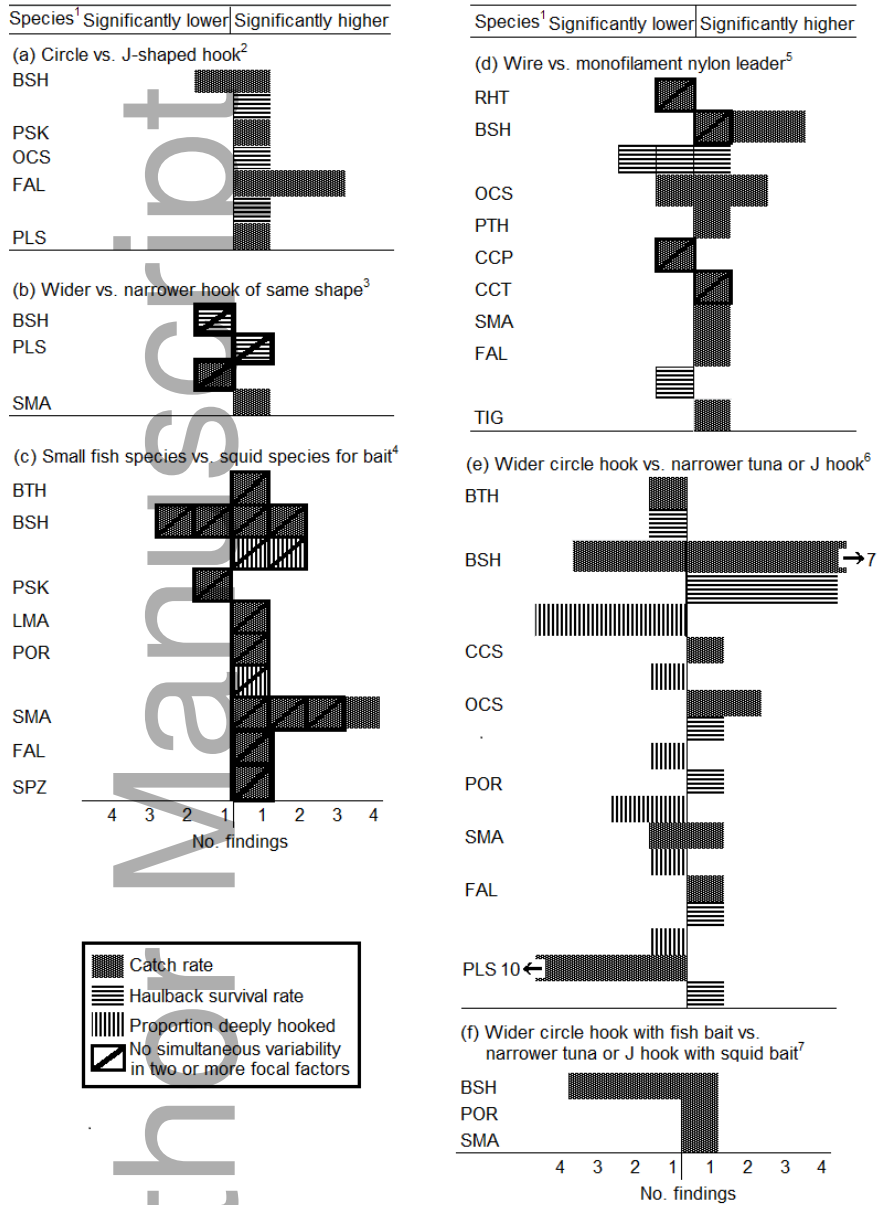 Species1 Significantly lower Significantly higher
(a) Circle vs. J-shaped hook2
BSH
PSK
OCS
FAL
PLS
(b) Wider vs. narrower hook of same shape3
BSH
PLS
SMA
(c) Small fish species vs. squid species for bait4
BTH
BSH
PSK
LMA
POR
SMA
FAL
SPZ
4 3 2 1 1 2 3 4
No. findings
Catch rate
Haulback survival rate
Proportion deeply hooked
No simultaneous variability
in two or more focal factors
Species1 Significantly lower Significantly higher
(d) Wire vs. monofilament nylon leader5
RHT
BSH
OCS
PTH
CCP
CCT
SMA
FAL
TIG
(e) Wider circle hook vs. narrower tuna or J hook6
BTH
BSH →7
CCS
OCS
POR
SMA
FAL
PLS 10 ←
(f) Wider circle hook with fish bait vs.
narrower tuna or J hook with squid bait7
BSH
POR
SMA
4 3 2 1 1 2 3 4
No. findings
thor Manuscript